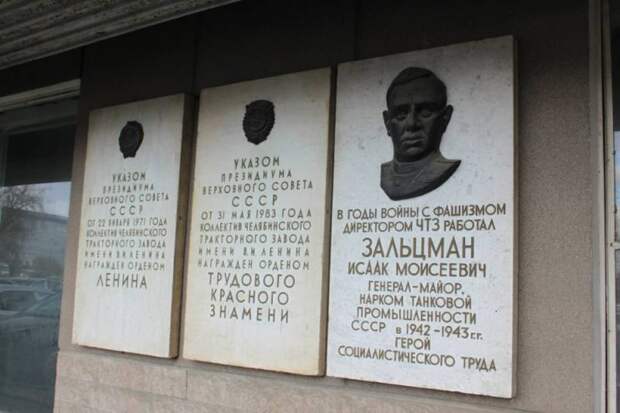 УКАЗОМ
ПРЕЗИДИУМА
ВЕРХОВНОГО СОВЕТА
СССР
ОТ 22 ЯНВАРЯ 1971 ГОДА
КОЛЛЕКТИВ ЧЕЛЯБИНСКОГО
ТРАКТОРНОГО ЗАВОДА
ИМЕНИ В.И.ЛЕНИНА
НАГРАЖДЕН ОРДЕНОМ
ЛЕНИНА
УКАЗОМ
ПРЕЗИДИУМА
ВЕРХОВНОГО СОВЕТА
СССР
ОТ 31 МАЯ 1983 ГОДА
КОЛЛЕКТИВ ЧЕЛЯБИНСКОГО
ТРАКТОРНОГО ЗАВОДА
ИМЕНИ В.И.ЛЕНИНА
НАГРАЖДЕН ОРДЕНОМ
ТРУДОВОГО
КРАСНОГО
ЗНАМЕНИ
В ГОДЫ ВОЙНЫ С ФАШИЗМОМ
ДИРЕКТОРОМ ЧТЗ РАБОТАЛ
ЗАЛЬЦМАН
ИСААК МОИСЕЕВИЧ
ГЕНЕРАЛ-МАЙОР,
НАРКОМ ТАНКОВОЙ
ПРОМЫШЛЕННОСТИ
СССР в 1942-1943 г.г.
ГЕРОЙ
СОЦИАЛИСТИЧЕСКОГО ТРУДА